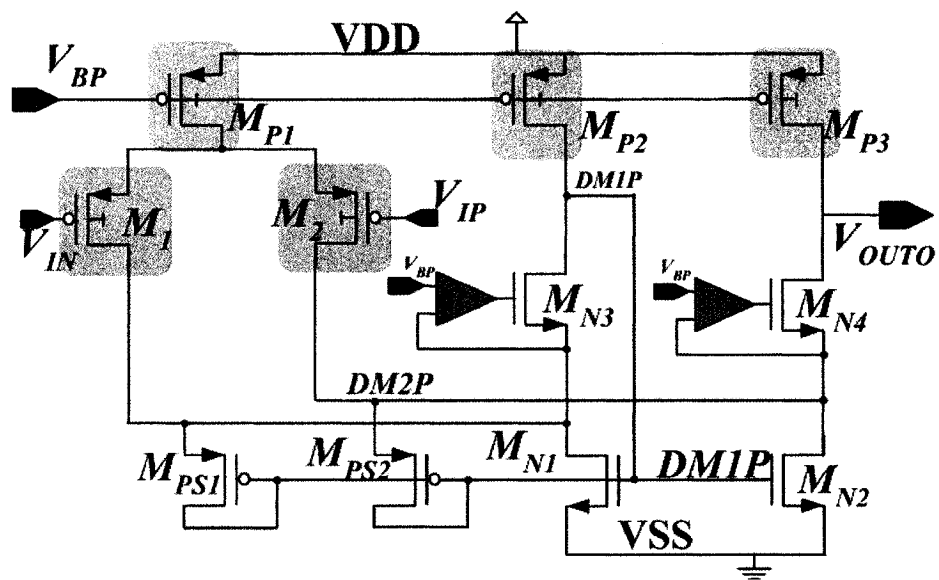 VDD
V_BP
M_P1
M_P2
M_P3
DM1P
M_1
M_2
V_IP
V_IN
V_OUTO
V_BP
M_N3
V_BP
M_N4
DM2P
M_PS1
M_PS2
M_N1
DM1P
M_N2
VSS